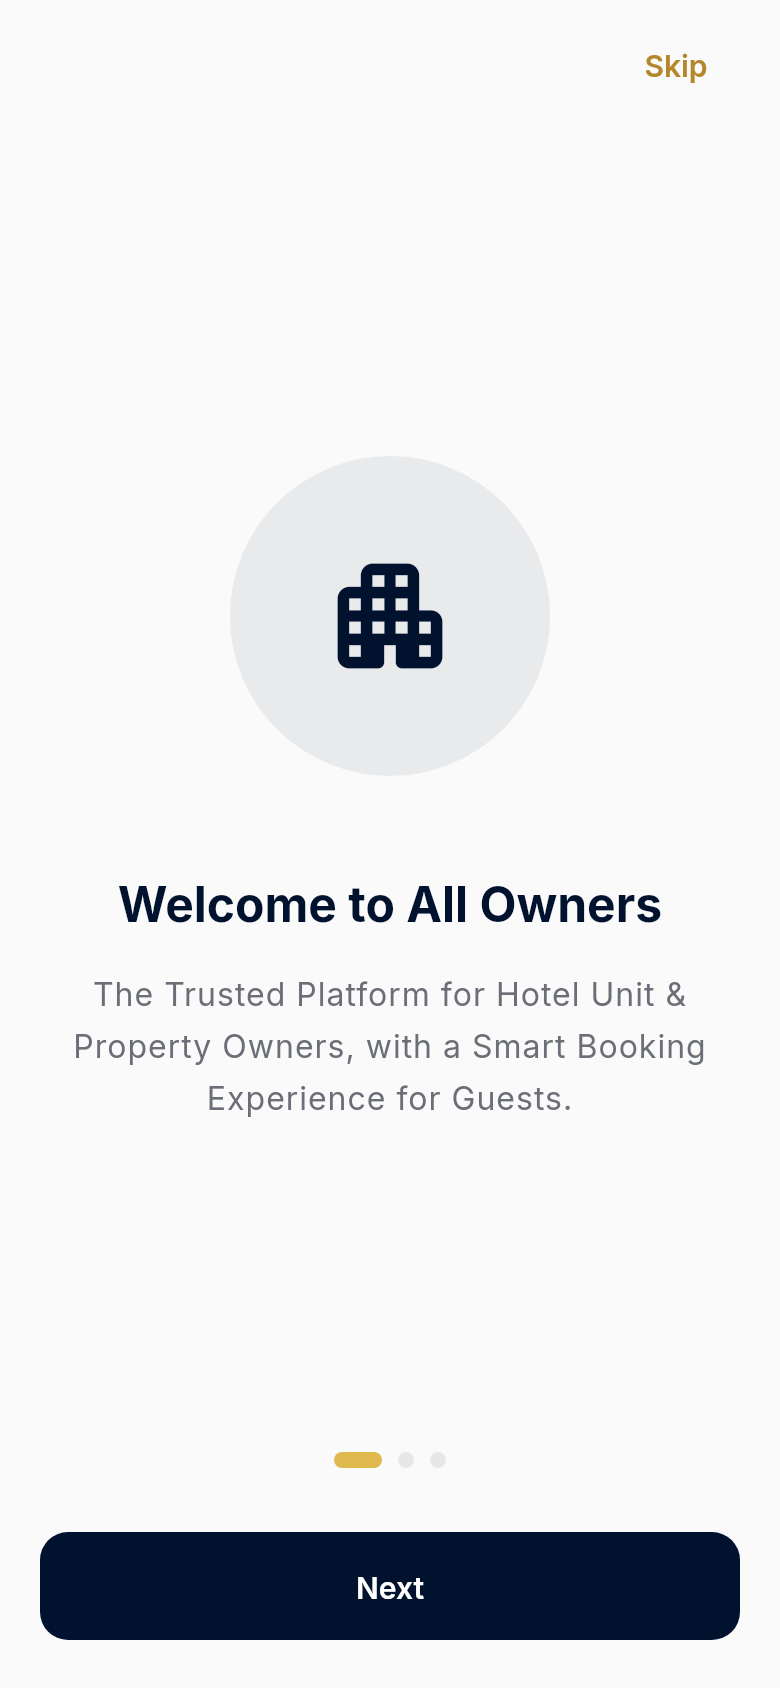 Skip
Welcome to All Owners
The Trusted Platform for Hotel Unit &
Property Owners, with a Smart Booking
Experience for Guests.
Next